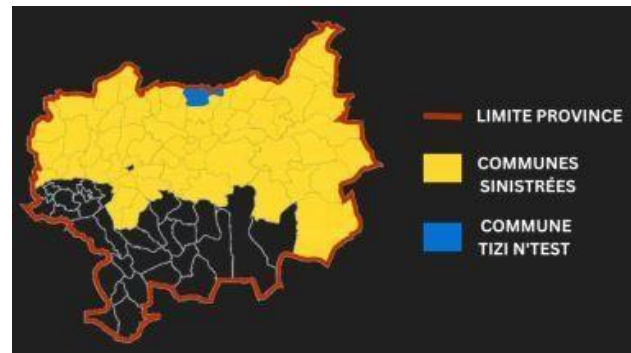 LIMITE PROVINCE
COMMUNES
SINISTRÉES
COMMUNE
TIZI N'TEST